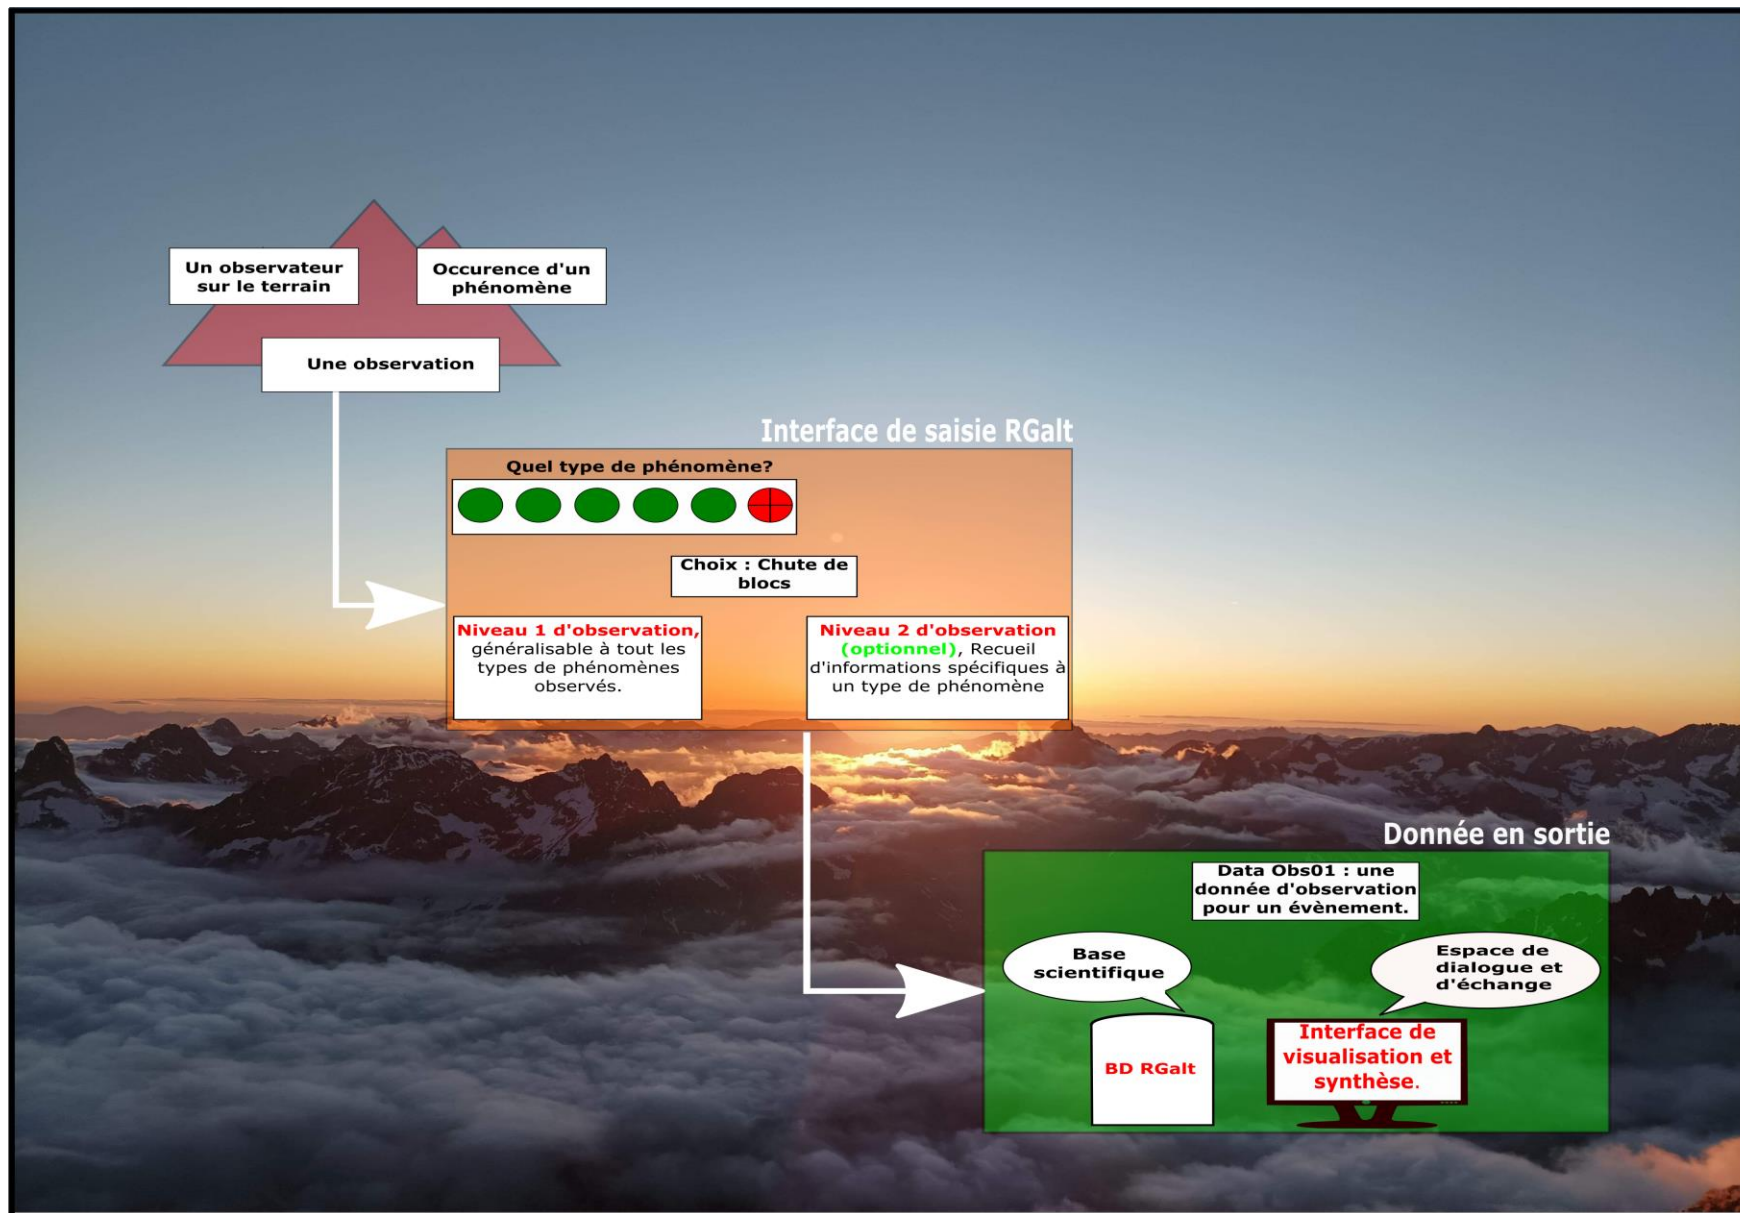 Un observateur
sur le terrain
Occurence d'un
phénomène
Une observation
Interface de saisie RGalt
Quel type de phénomène?
Choix : Chute de
blocs
Niveau 1 d'observation,
généralisable à tout les
types de phénomènes
observés.
Niveau 2 d'observation
(optionnel), Recueil
d'informations spécifiques à
un type de phénomène
Donnée en sortie
Data Obs01 : une
donnée d'observation
pour un évènement.
Base
scientifique
Espace de
dialogue et
d'échange
BD RGalt
Interface de
visualisation et
synthèse.